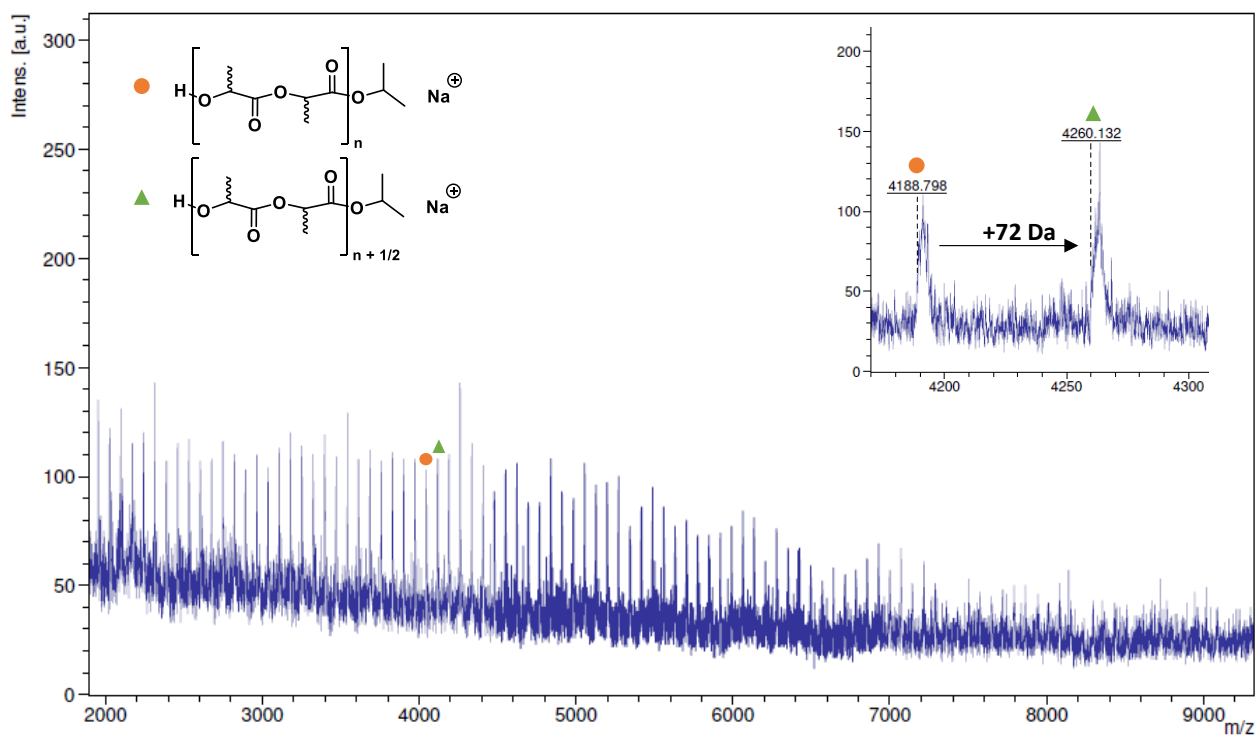 Intens. [a.u.]
300
250
200
150
100
50
0
2000 3000 4000 5000 6000 7000 8000 9000
m/z
H O O O O O n Na +
H O O O O O n + 1/2 Na +
200
150
100
50
0
4188.798
4260.132
+72 Da
4200 4250 4300